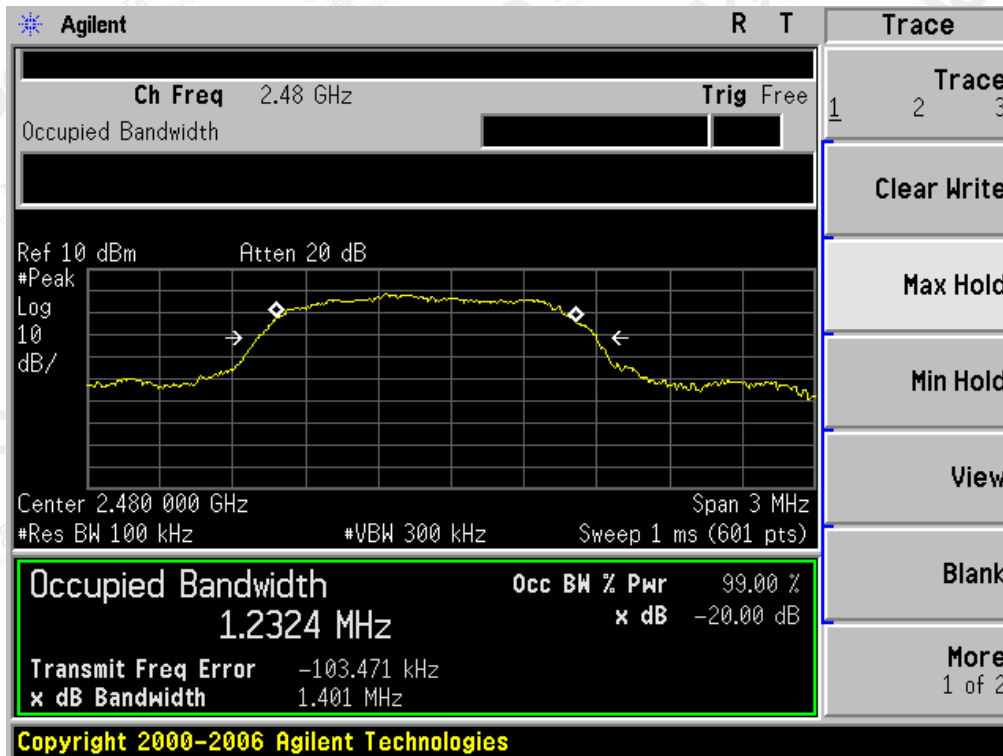 Agilent R T Trace
Ch Freq 2.48 GHz Trig Free
Occupied Bandwidth
Trace
1 2 3
Clear Write
Max Hold
Min Hold
View
Blank
More
1 of 2
Ref 10 dBm Atten 20 dB
#Peak
Log
10
dB/
Center 2.480 000 GHz Span 3 MHz
#Res BW 100 kHz #VBW 300 kHz Sweep 1 ms (601 pts)
Occupied Bandwidth Occ BW % Pwr 99.00 %
1.2324 MHz x dB -20.00 dB
Transmit Freq Error -103.471 kHz
x dB Bandwidth 1.401 MHz
Copyright 2000-2006 Agilent Technologies